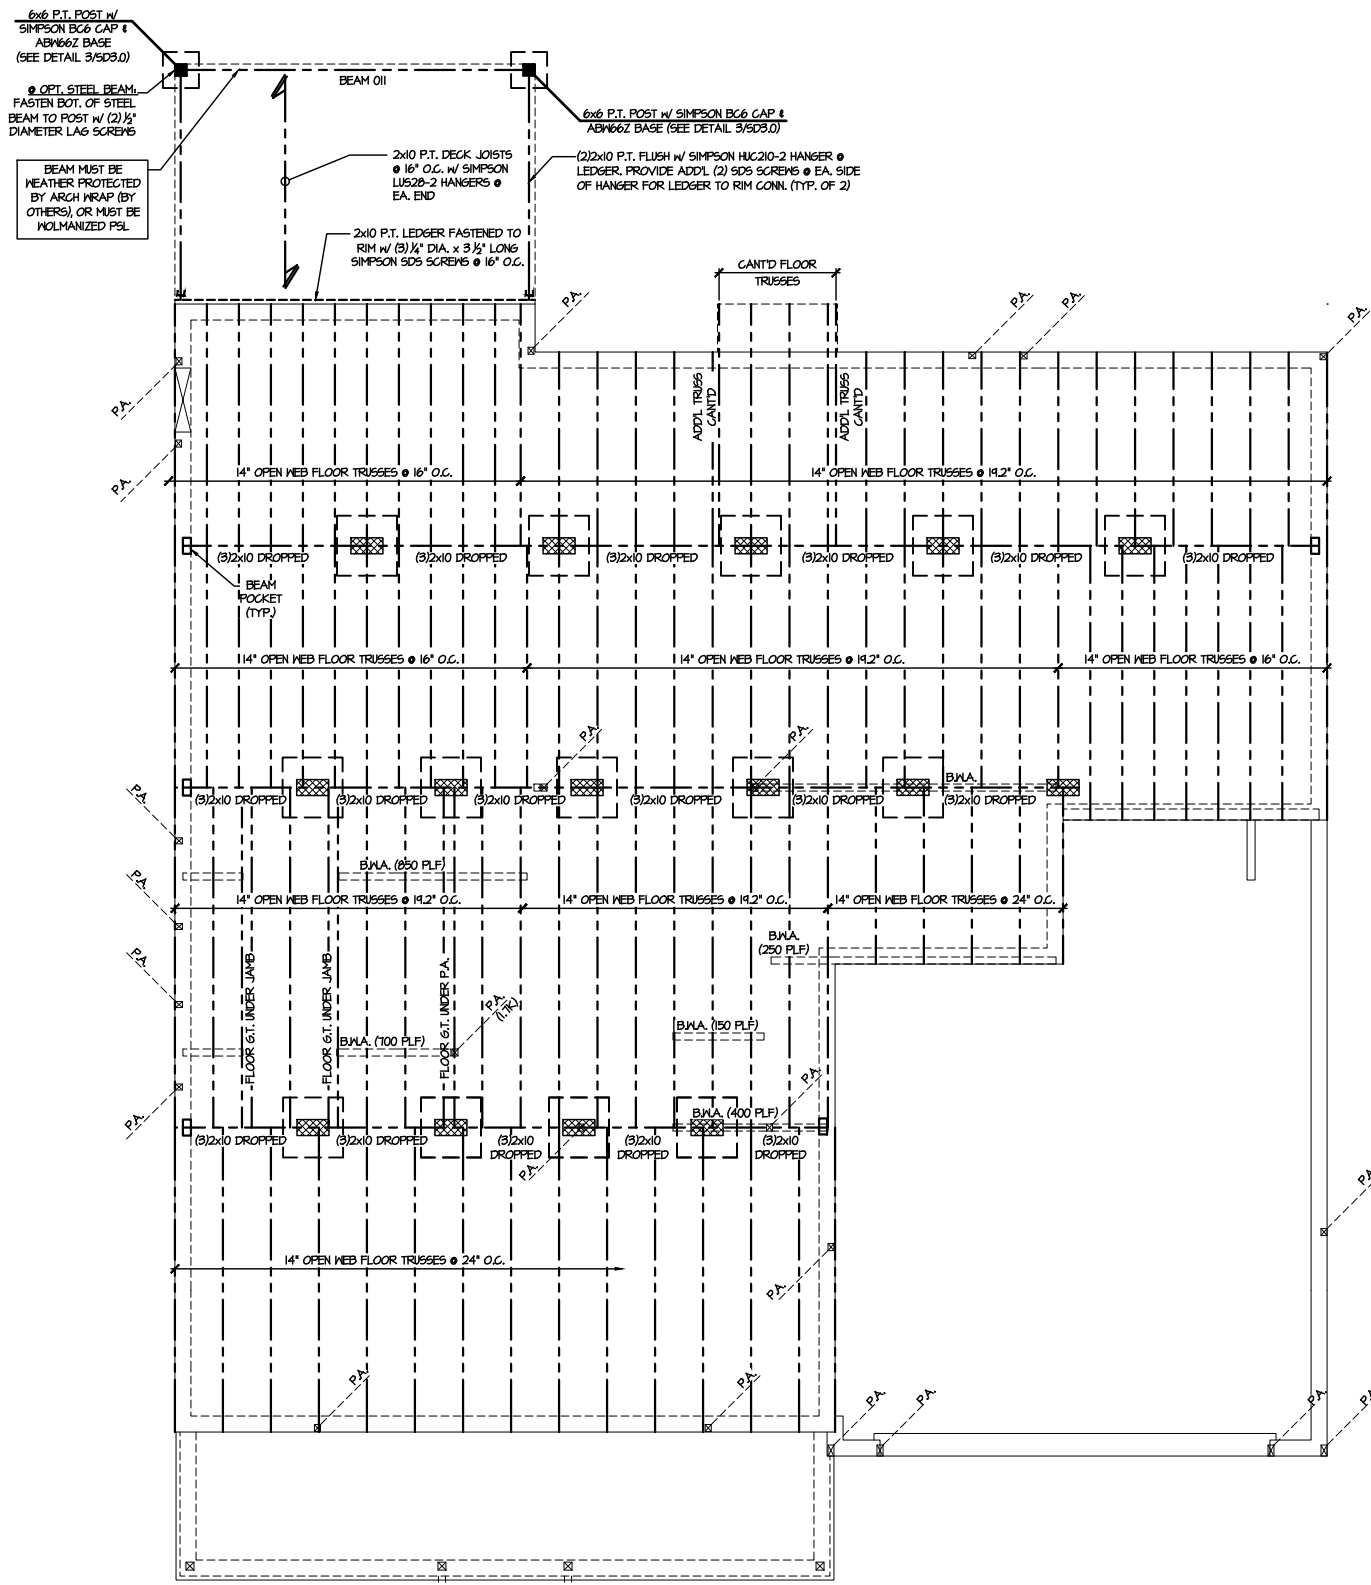 6x6 P.T. POST w/
SIMPSON BC6 CAP &
ABW66Z BASE
(SEE DETAIL 3/SD3.0)
@ OPT. STEEL BEAM:
FASTEN BOT. OF STEEL
BEAM TO POST w/ (2) 1/2"
DIAMETER LAG SCREWS
BEAM MUST BE
WEATHER PROTECTED
BY ARCH WRAP (BY
OTHERS), OR MUST BE
WOLMANIZED PSL
BEAM 011
6x6 P.T. POST w/ SIMPSON BC6 CAP &
ABW66Z BASE (SEE DETAIL 3/SD3.0)
2x10 P.T. DECK JOISTS
@ 16" O.C. w/ SIMPSON
LUS28-2 HANGERS @
EA. END
(2)2x10 P.T. FLUSH w/ SIMPSON HUC210-2 HANGER @
LEDGER. PROVIDE ADD'L (2) SDS SCREWS @ EA. SIDE
OF HANGER FOR LEDGER TO RIM CONN. (TYP. OF 2)
2x10 P.T. LEDGER FASTENED TO
RIM w/ (3) 1/4" DIA. x 3 1/2" LONG
SIMPSON SDS SCREWS @ 16" O.C.
CANT'D FLOOR
TRUSSES
P.A.
P.A.
P.A.
P.A.
P.A.
P.A.
ADD'L TRUSS
CANT'D
ADD'L TRUSS
CANT'D
14" OPEN WEB FLOOR TRUSSES @ 16" O.C.
14" OPEN WEB FLOOR TRUSSES @ 19.2" O.C.
(3)2x10 DROPPED
(3)2x10 DROPPED
(3)2x10 DROPPED
(3)2x10 DROPPED
(3)2x10 DROPPED
(3)2x10 DROPPED
BEAM
POCKET
(TYP.)
14" OPEN WEB FLOOR TRUSSES @ 16" O.C.
14" OPEN WEB FLOOR TRUSSES @ 19.2" O.C.
14" OPEN WEB FLOOR TRUSSES @ 16" O.C.
P.A.
P.A.
P.A.
B.W.A.
(3)2x10 DROPPED
(3)2x10 DROPPED
(3)2x10 DROPPED
(3)2x10 DROPPED
(3)2x10 DROPPED
(3)2x10 DROPPED
B.W.A. (850 PLF)
P.A.
14" OPEN WEB FLOOR TRUSSES @ 19.2" O.C.
14" OPEN WEB FLOOR TRUSSES @ 19.2" O.C.
14" OPEN WEB FLOOR TRUSSES @ 24" O.C.
B.W.A.
(250 PLF)
P.A.
FLOOR G.T. UNDER JAMB
FLOOR G.T. UNDER JAMB
FLOOR G.T. UNDER P.A.
P.A.
(1.7K)
B.W.A. (700 PLF)
B.W.A. (150 PLF)
P.A.
P.A.
B.W.A. (400 PLF)
(3)2x10 DROPPED
(3)2x10 DROPPED
(3)2x10
DROPPED
(3)2x10
DROPPED
(3)2x10
DROPPED
P.A.
P.A.
14" OPEN WEB FLOOR TRUSSES @ 24" O.C.
P.A.
P.A.
P.A.
P.A.
P.A.
P.A.
P.A.